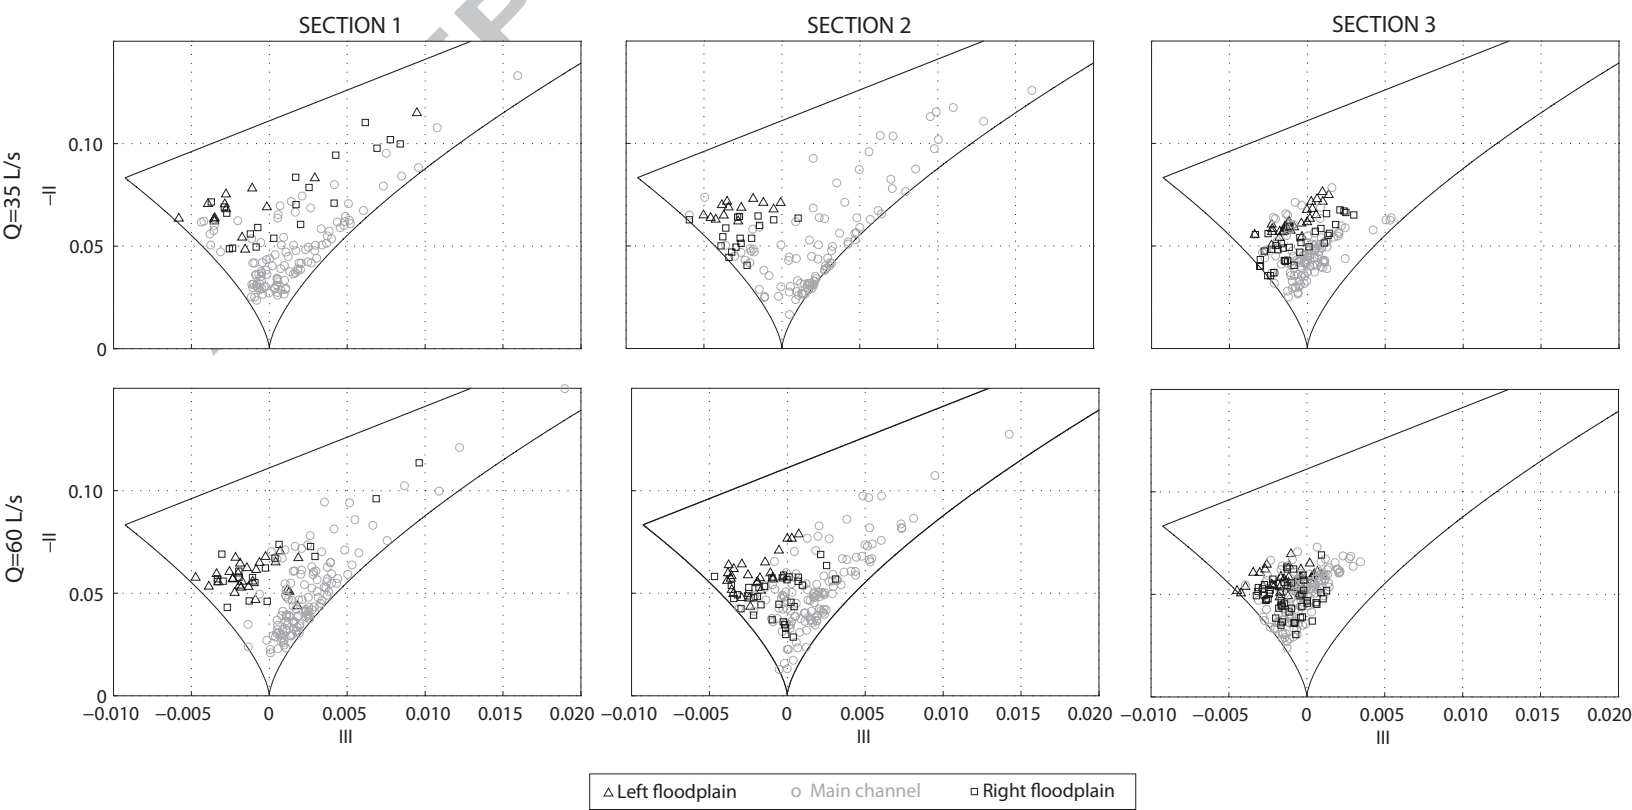 SECTION 1
SECTION 2
SECTION 3
Q=35 L/s
−II
0.10
0.05
0
Q=60 L/s
−II
0.10
0.05
0
−0.010 −0.005 0 0.005 0.010 0.015 0.020
−0.010 −0.005 0 0.005 0.010 0.015 0.020
−0.010 −0.005 0 0.005 0.010 0.015 0.020
III
III
III
Left floodplain
Main channel
Right floodplain